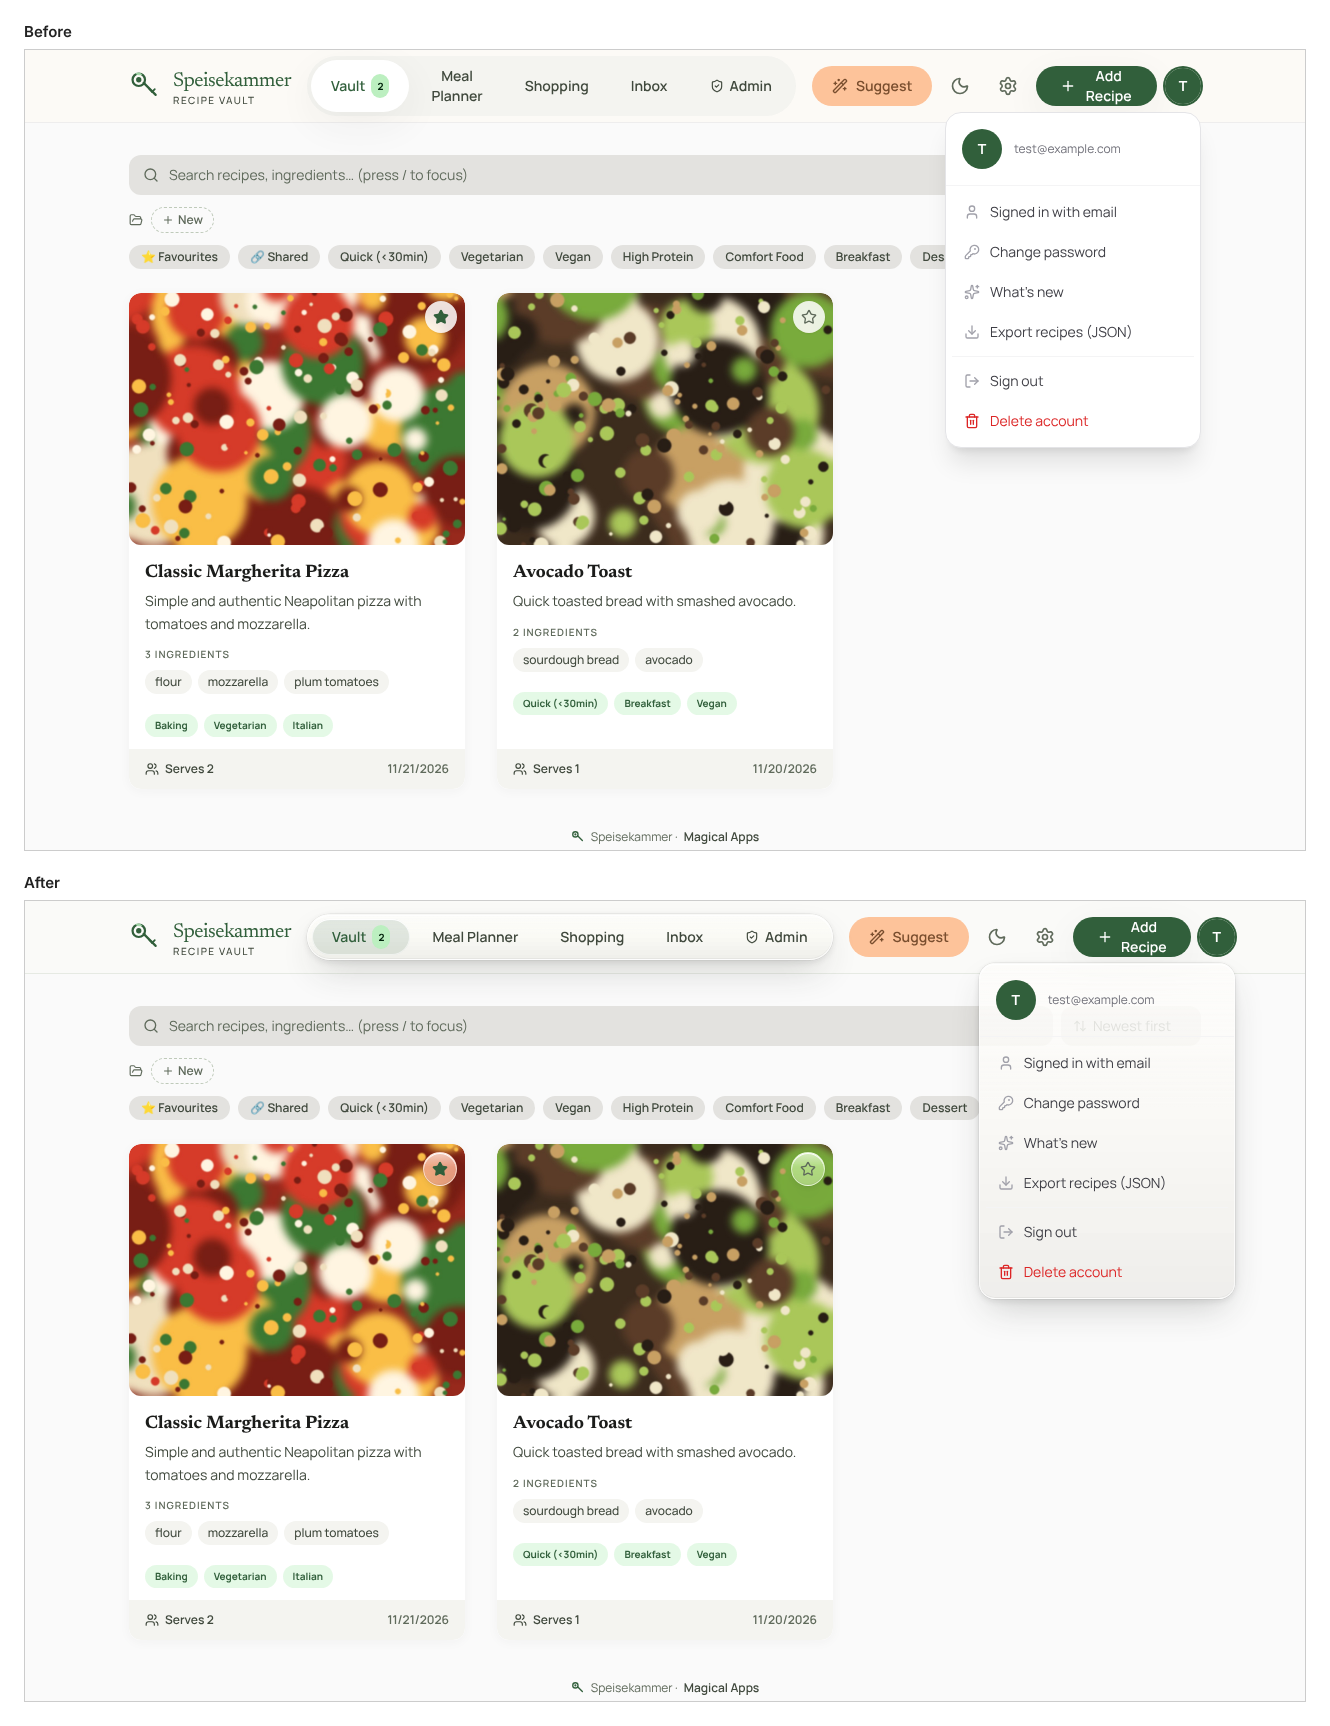 Before
Speisekammer
RECIPE VAULT
Vault 2
Meal
Planner
Shopping
Inbox
Admin
Suggest
Add
Recipe
T
T
test@example.com
Search recipes, ingredients... (press / to focus)
+ New
Signed in with email
⭐ Favourites
🔗 Shared
Quick (<30min)
Vegetarian
Vegan
High Protein
Comfort Food
Breakfast
Des
Change password
What's new
Export recipes (JSON)
Sign out
Delete account
Classic Margherita Pizza
Simple and authentic Neapolitan pizza with
tomatoes and mozzarella.
3 INGREDIENTS
flour
mozzarella
plum tomatoes
Baking
Vegetarian
Italian
Serves 2
11/21/2026
Avocado Toast
Quick toasted bread with smashed avocado.
2 INGREDIENTS
sourdough bread
avocado
Quick (<30min)
Breakfast
Vegan
Serves 1
11/20/2026
Speisekammer · Magical Apps
After
Speisekammer
RECIPE VAULT
Vault 2
Meal Planner
Shopping
Inbox
Admin
Suggest
Add
Recipe
T
T
test@example.com
Search recipes, ingredients... (press / to focus)
Newest first
+ New
Signed in with email
⭐ Favourites
🔗 Shared
Quick (<30min)
Vegetarian
Vegan
High Protein
Comfort Food
Breakfast
Dessert
Change password
What's new
Export recipes (JSON)
Sign out
Delete account
Classic Margherita Pizza
Simple and authentic Neapolitan pizza with
tomatoes and mozzarella.
3 INGREDIENTS
flour
mozzarella
plum tomatoes
Baking
Vegetarian
Italian
Serves 2
11/21/2026
Avocado Toast
Quick toasted bread with smashed avocado.
2 INGREDIENTS
sourdough bread
avocado
Quick (<30min)
Breakfast
Vegan
Serves 1
11/20/2026
Speisekammer · Magical Apps